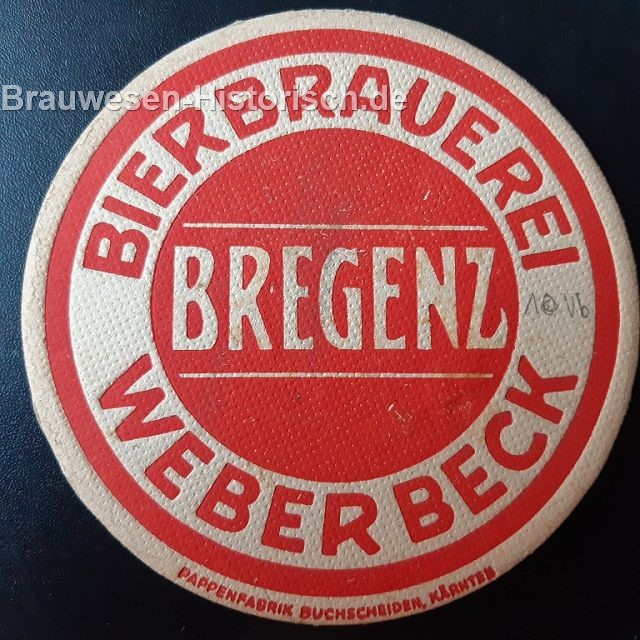 Brauwesen-Historisch.de
BIERBRAUEREI
BREGENZ
WEBERBECK
PAPPENFABRIK BUCHSCHEIDEN, KÄRNTEN